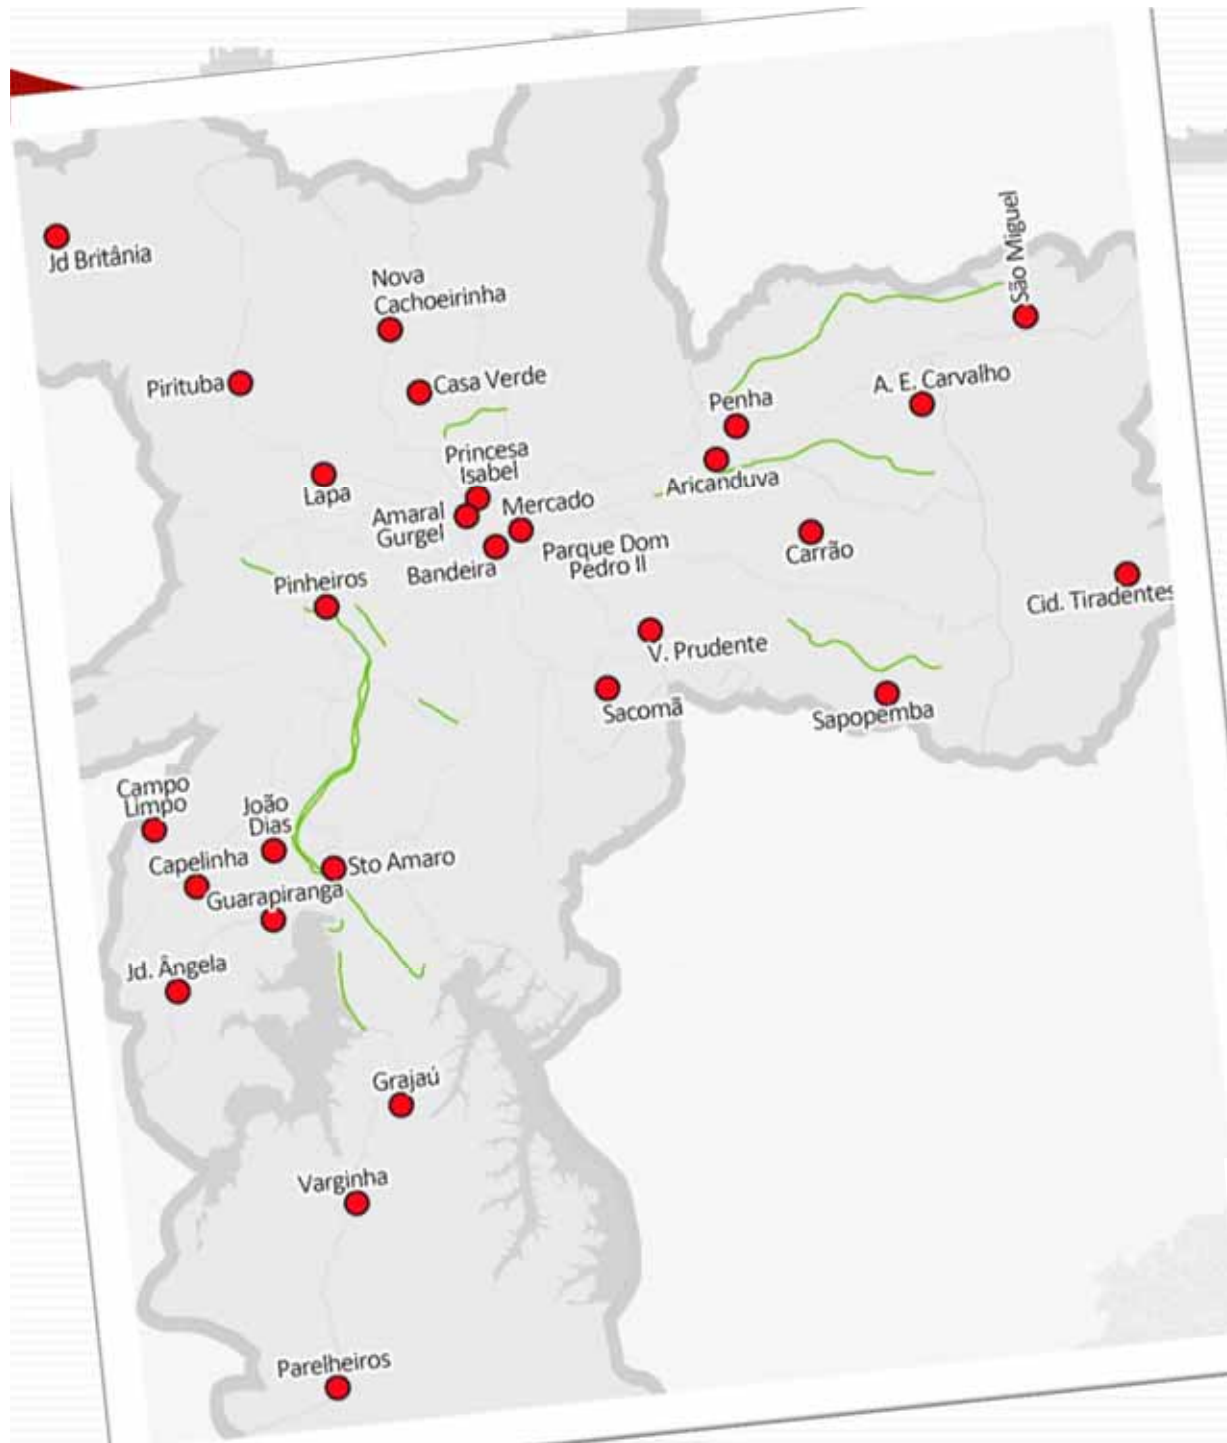 São Miguel
Jd Britânia
Nova
Cachoeirinha
Pirituba
Casa Verde
A. E. Carvalho
Penha
Princesa
Isabel
Lapa
Aricanduva
Amaral
Gurgel
Mercado
Parque Dom
Pedro II
Bandeira
Carrão
Pinheiros
Cid. Tiradentes
V. Prudente
Sacomã
Sapopemba
Campo
Limpo
João
Dias
Capelinha
Sto Amaro
Guarapiranga
Jd. Ângela
Grajaú
Varginha
Parelheiros